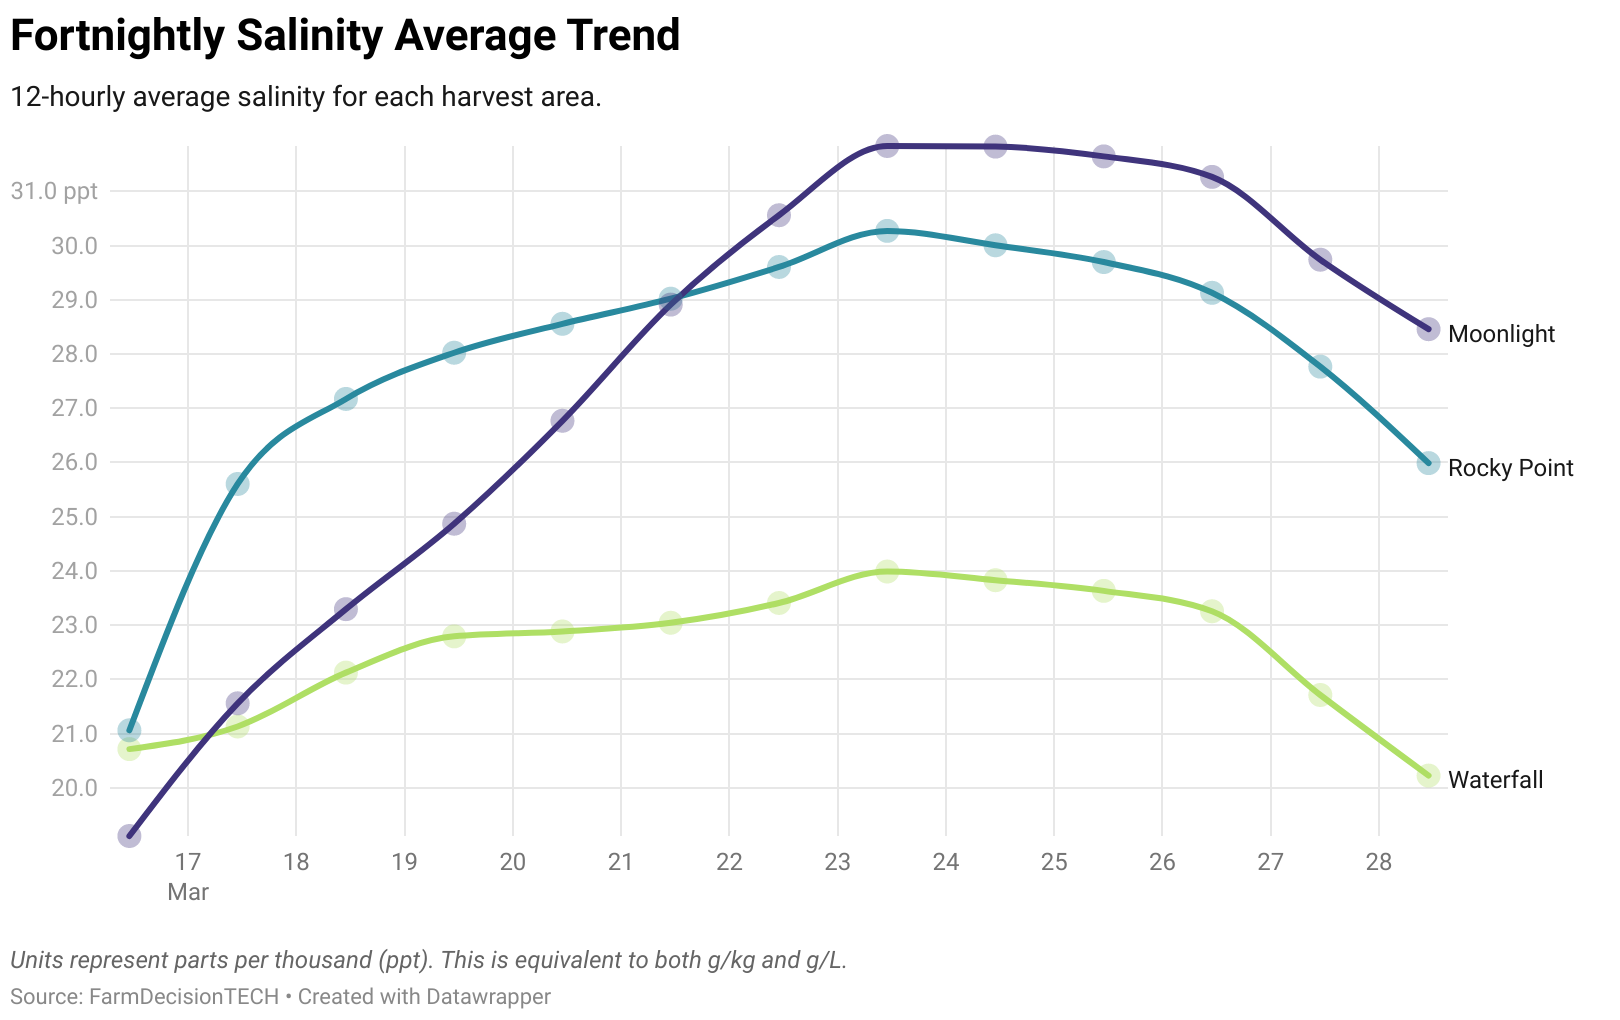 Fortnightly Salinity Average Trend
12-hourly average salinity for each harvest area.
31.0 ppt
30.0
29.0
28.0
27.0
26.0
25.0
24.0
23.0
22.0
21.0
20.0
Moonlight
Rocky Point
Waterfall
17 18 19 20 21 22 23 24 25 26 27 28
Mar
Units represent parts per thousand (ppt). This is equivalent to both g/kg and g/L.
Source: FarmDecisionTECH • Created with Datawrapper